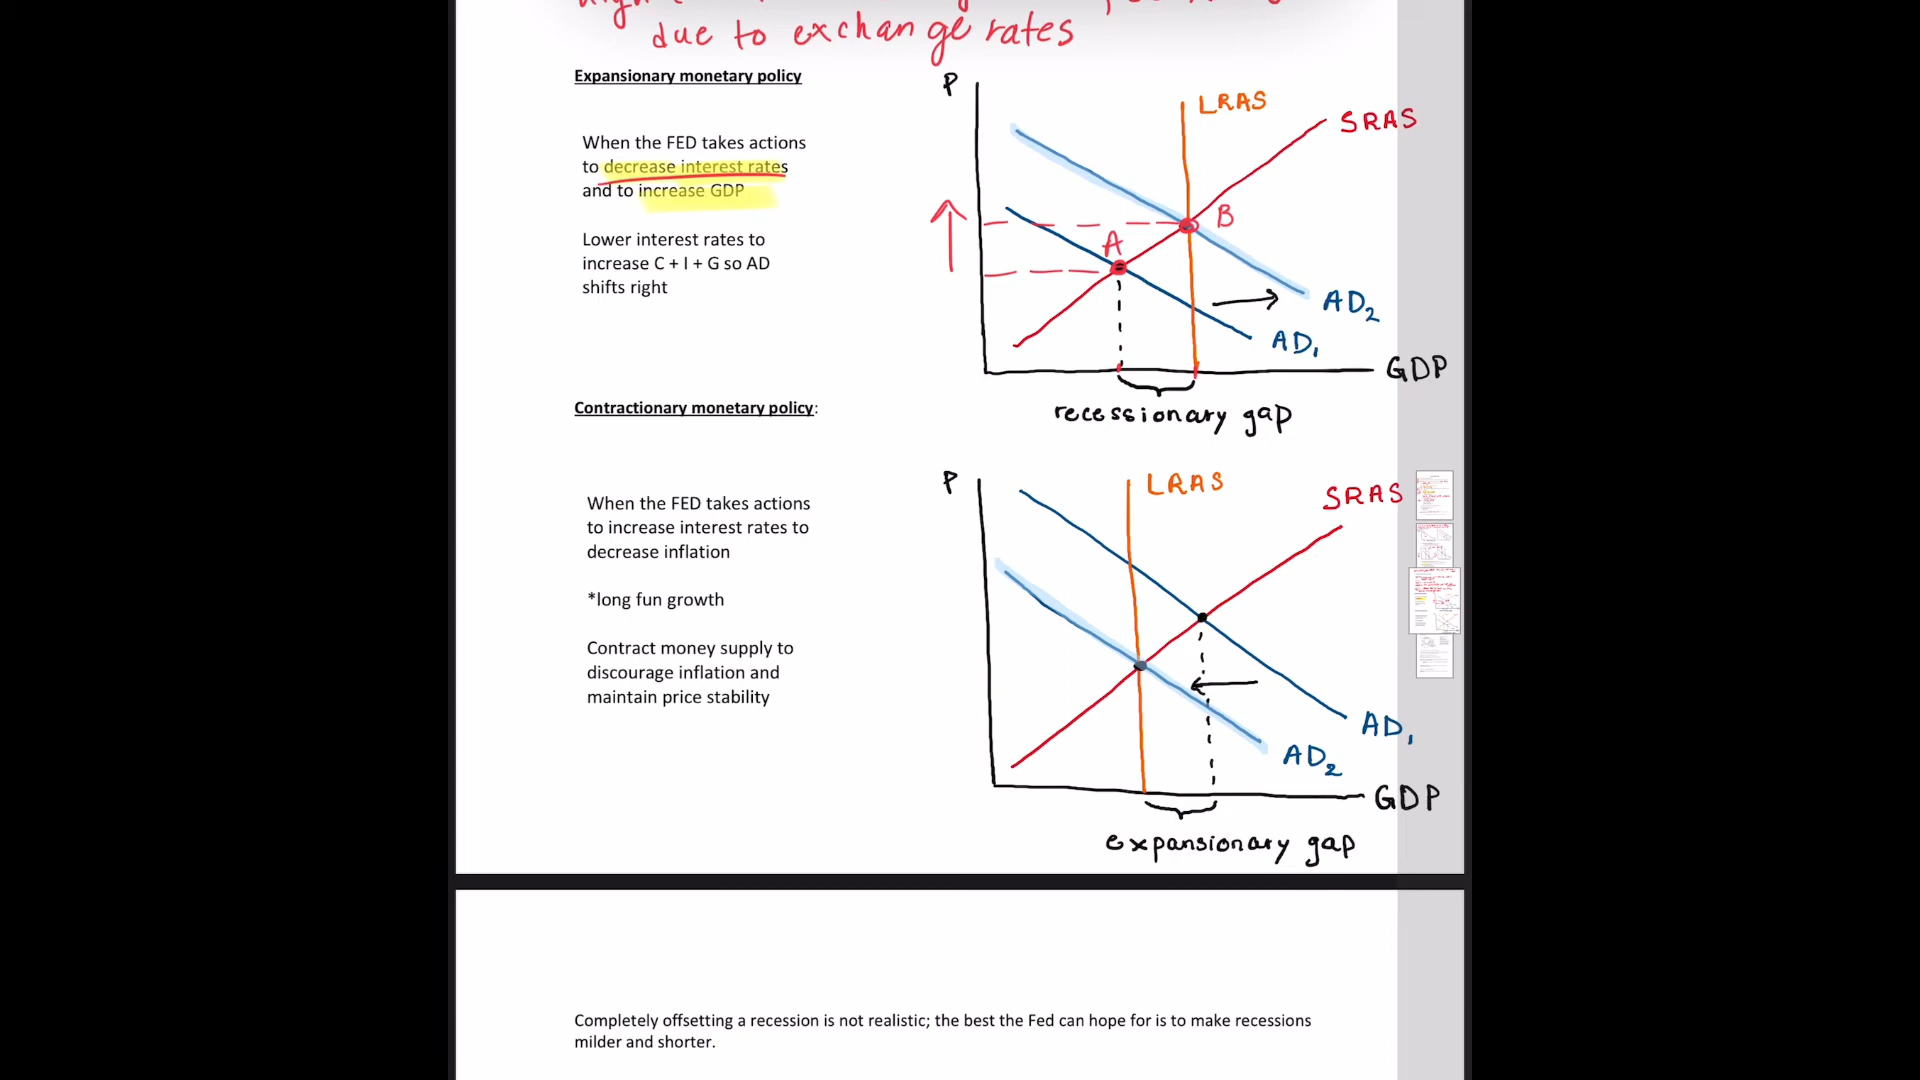 due to exchange rates
Expansionary monetary policy
When the FED takes actions
to decrease interest rates
and to increase GDP
Lower interest rates to
increase C + I + G so AD
shifts right
P
LRAS
SRAS
B
A
AD2
AD1
GDP
recessionary gap
Contractionary monetary policy:
When the FED takes actions
to increase interest rates to
decrease inflation
*long fun growth
Contract money supply to
discourage inflation and
maintain price stability
P
LRAS
SRAS
AD1
AD2
GDP
expansionary gap
Completely offsetting a recession is not realistic; the best the Fed can hope for is to make recessions
milder and shorter.